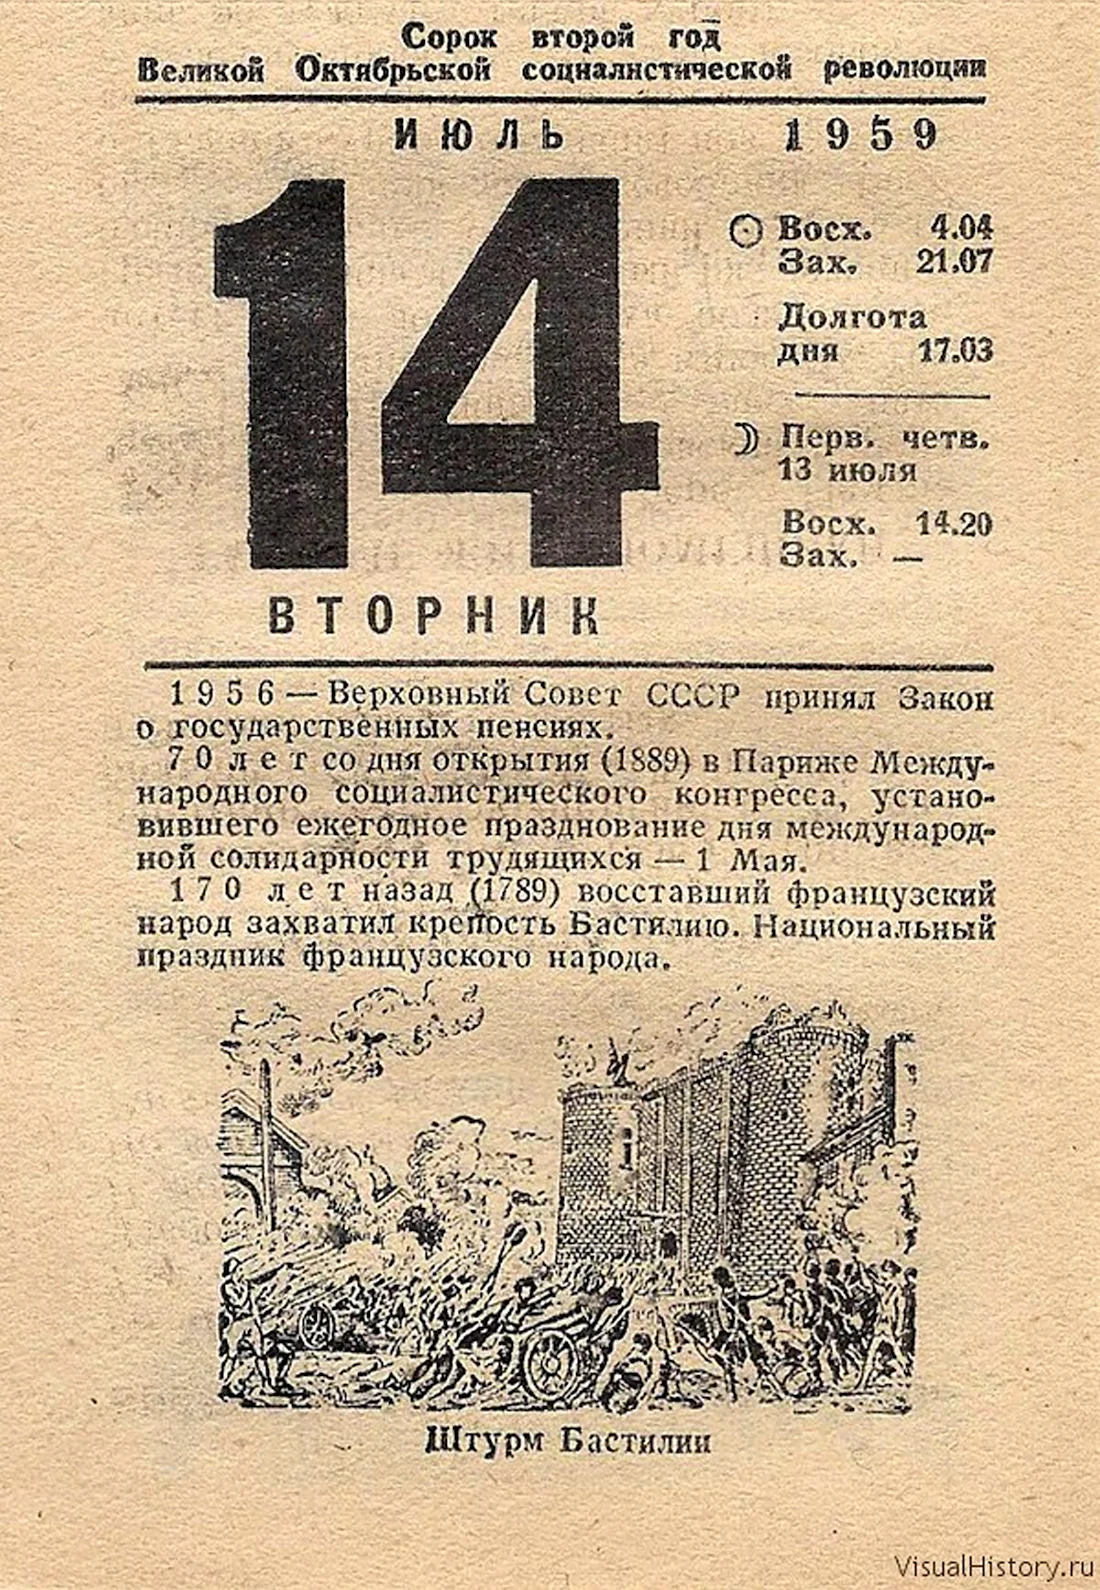 Сорок второй год
Великой Октябрьской социалистической революции
ИЮЛЬ 1959
14
Восх. 4.04
Зах. 21.07
Долгота
дня 17.03
Перв. четв.
13 июля
Восх. 14.20
Зах. —
ВТОРНИК
1956 — Верховный Совет СССР принял Закон
о государственных пенсиях.
70 лет со дня открытия (1889) в Париже Между-
народного социалистического конгресса, устано-
вившего ежегодное празднование дня международ-
ной солидарности трудящихся — 1 Мая.
170 лет назад (1789) восставший французский
народ захватил крепость Бастилию. Национальный
праздник французского народа.
Штурм Бастилии
VisualHistory.ru